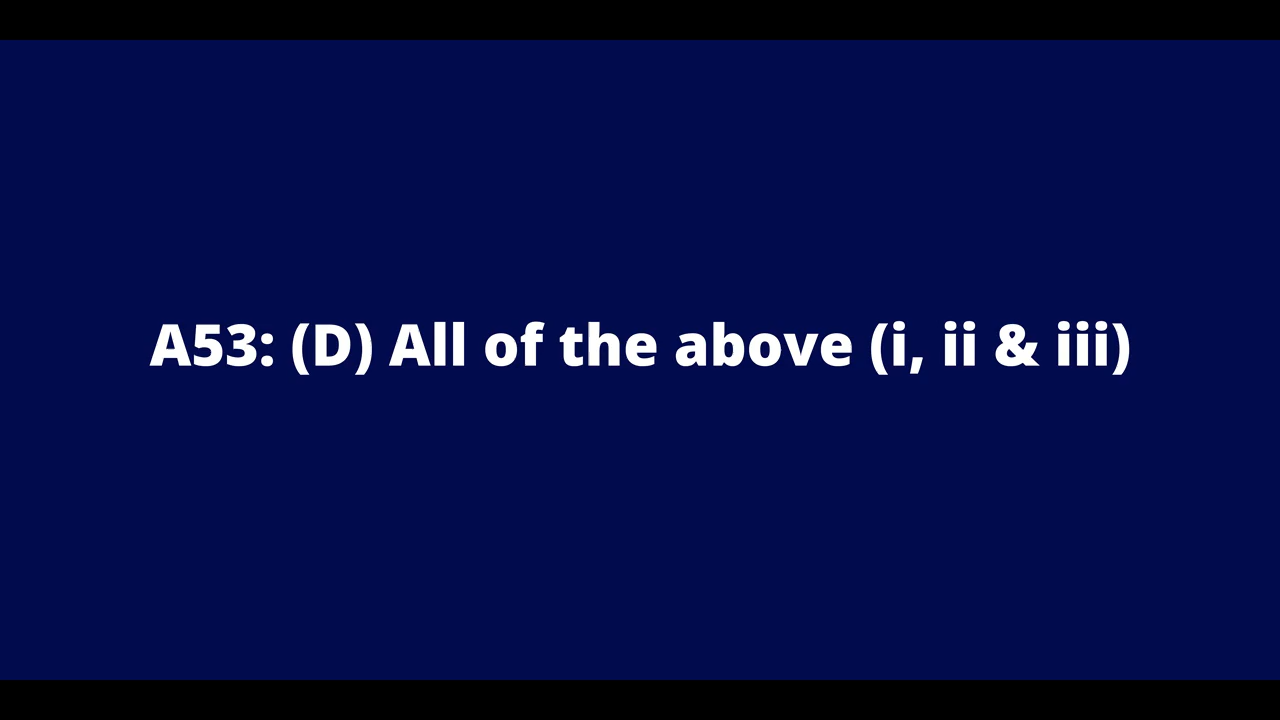 A53: (D) All of the above (i, ii & iii)